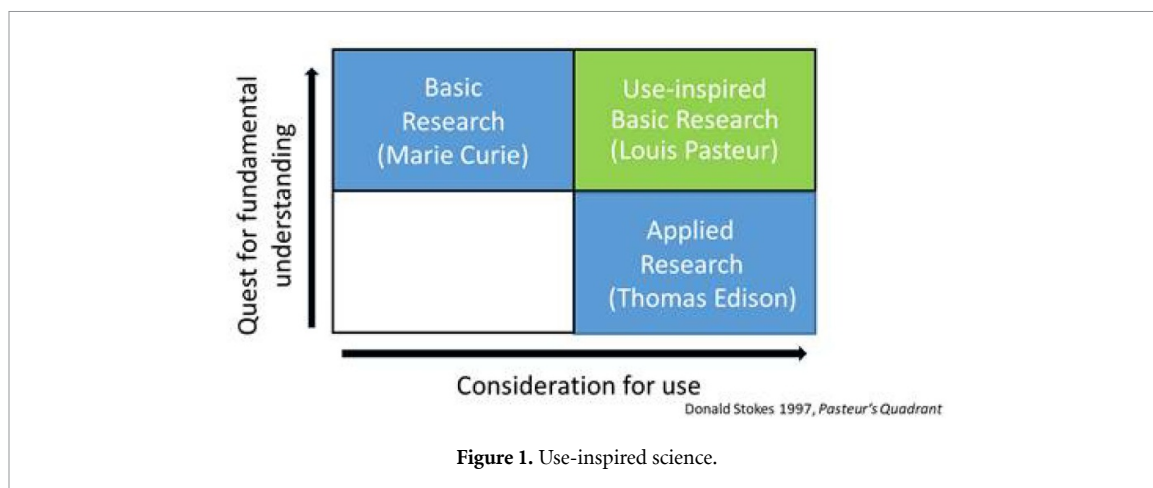 Quest for fundamental
understanding
Basic
Research
(Marie Curie)
Use-inspired
Basic Research
(Louis Pasteur)
Applied
Research
(Thomas Edison)
Consideration for use
Donald Stokes 1997, Pasteur's Quadrant
Figure 1. Use-inspired science.